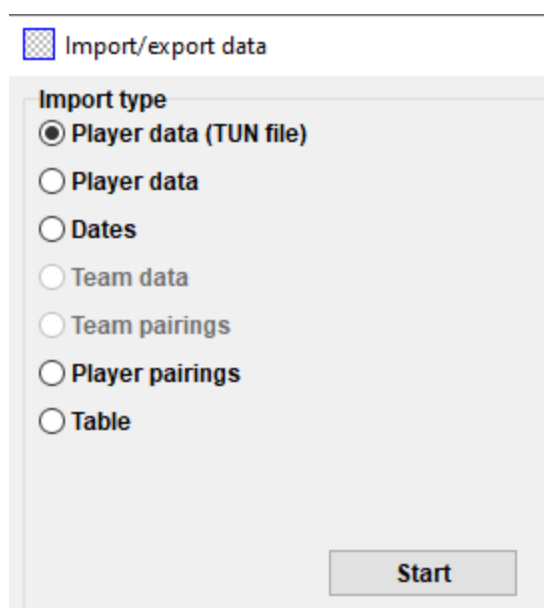 Import/export data
Import type
Player data (TUN file)
Player data
Dates
Team data
Team pairings
Player pairings
Table
Start